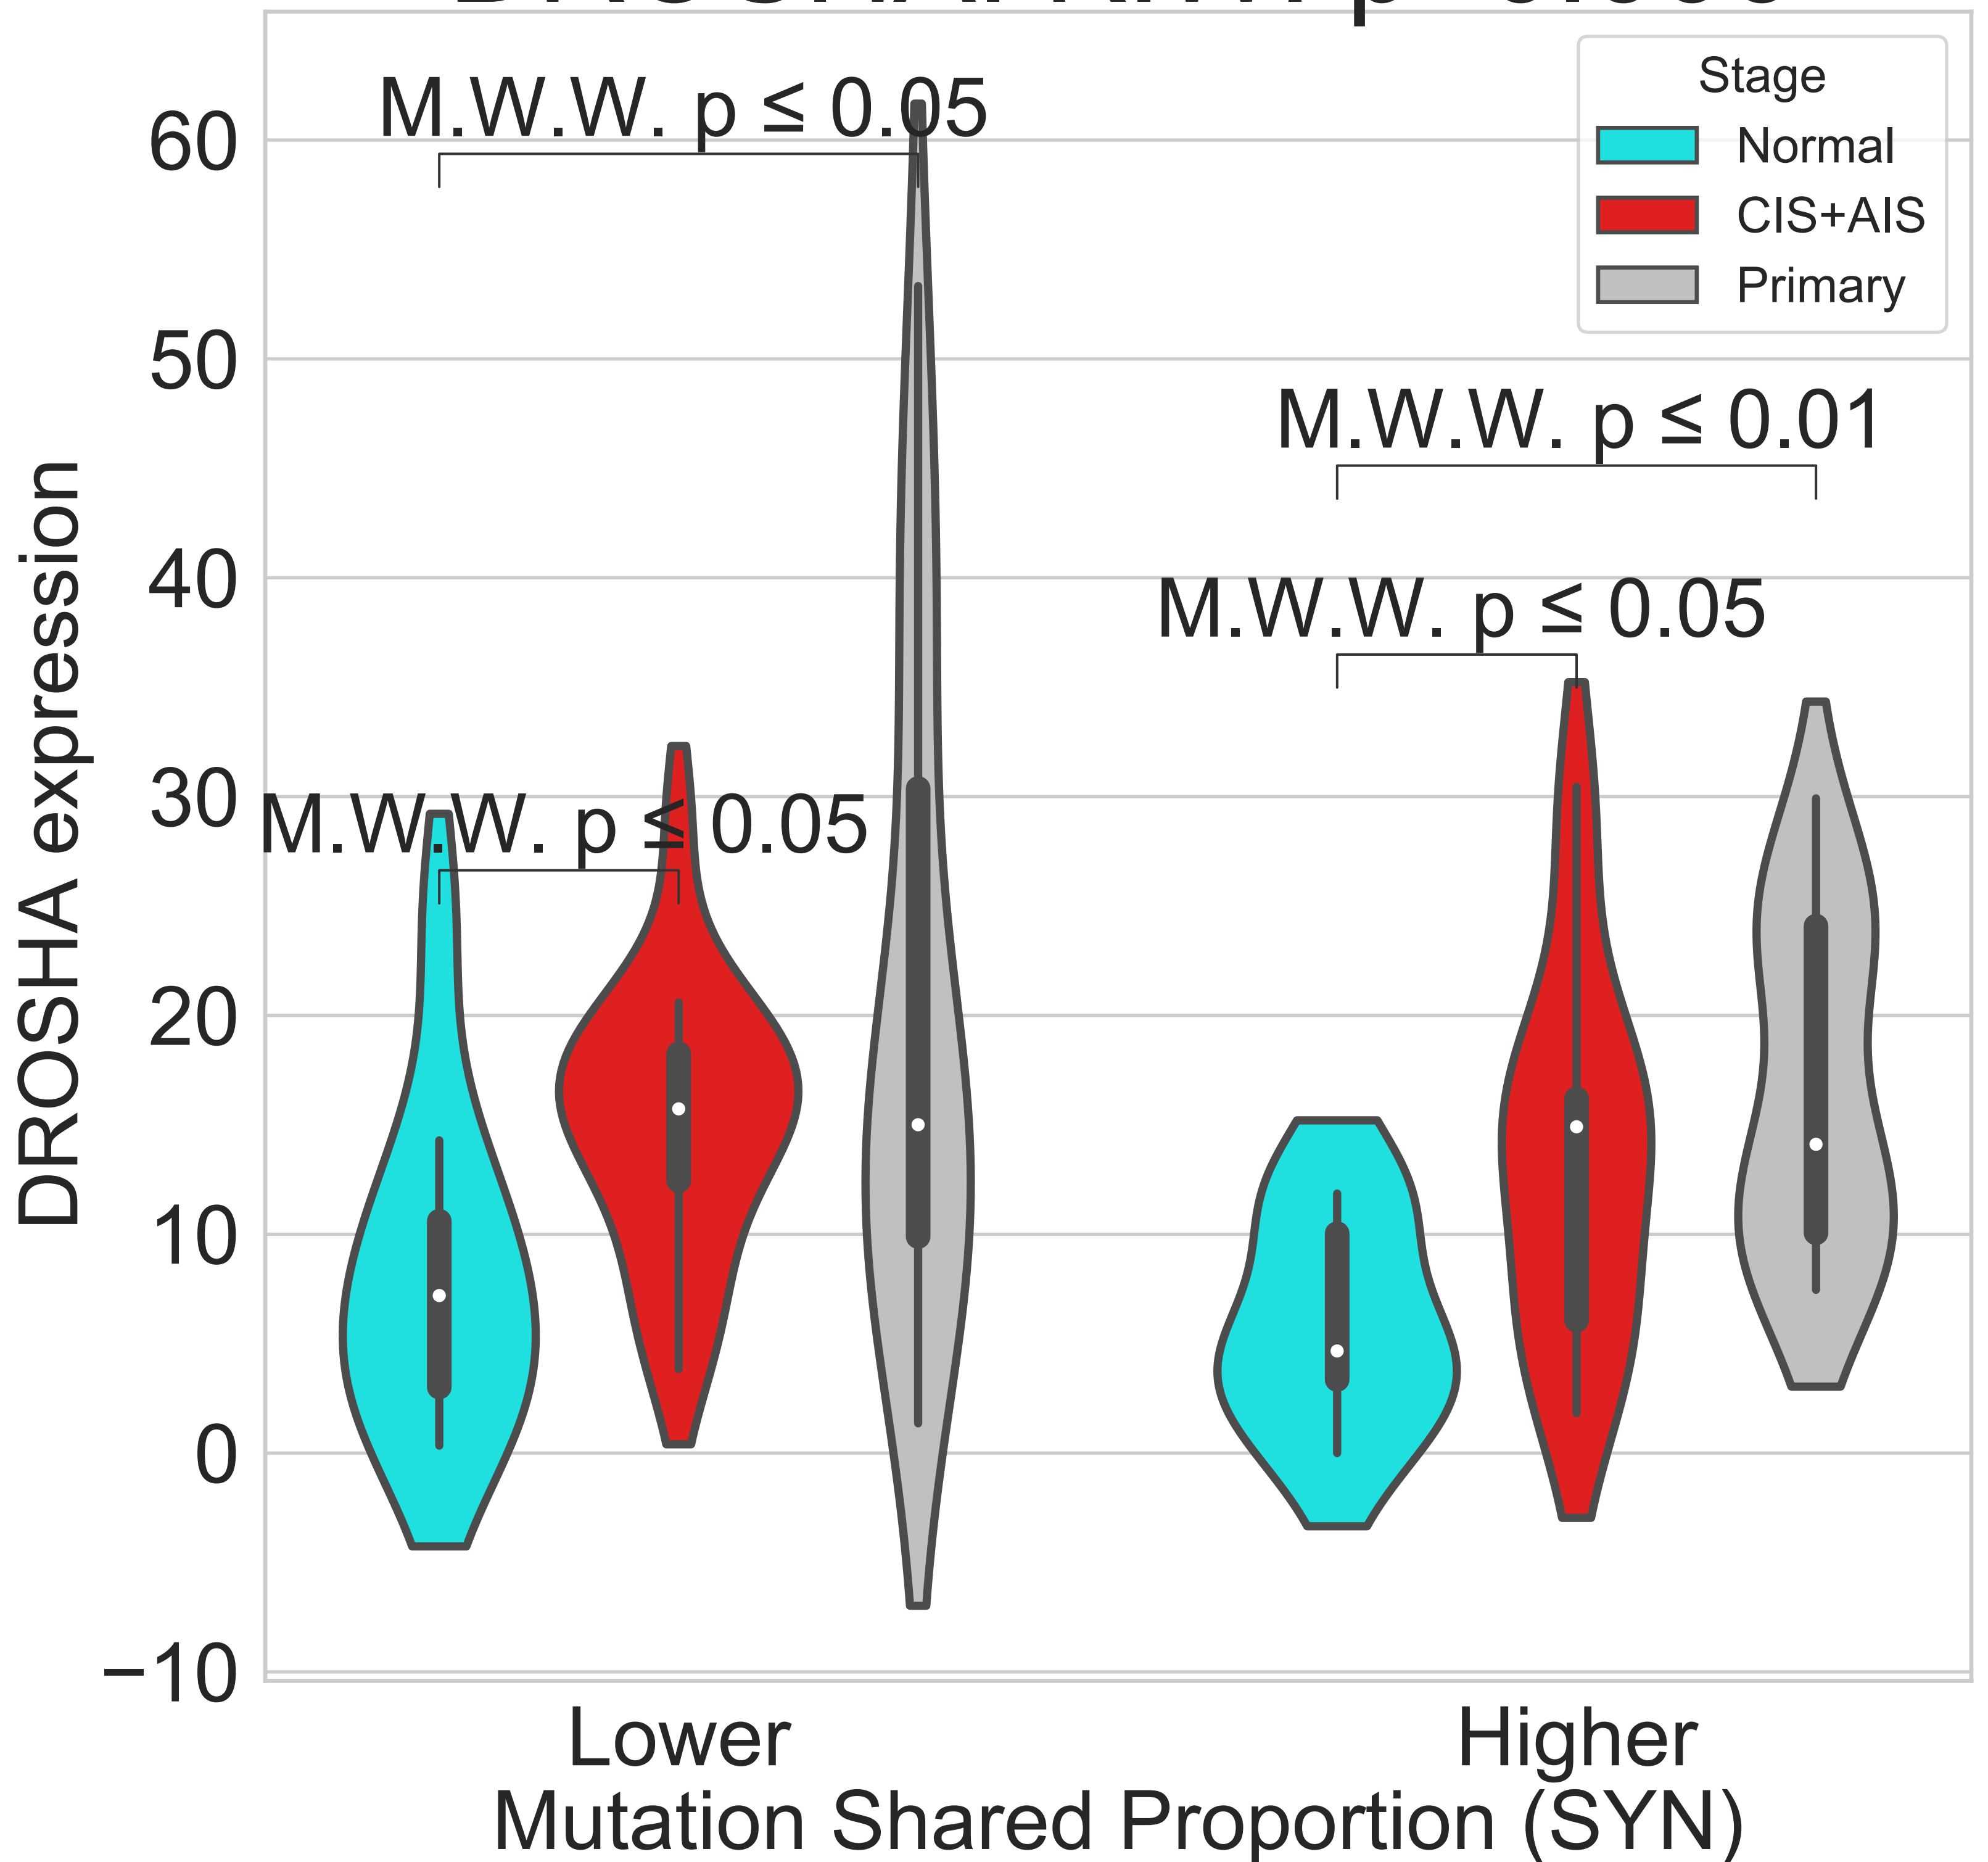 Stage
Normal
CIS+AIS
Primary
M.W.W. p ≤ 0.05
M.W.W. p ≤ 0.01
M.W.W. p ≤ 0.05
M.W.W. p ≤ 0.05
60
50
40
30
20
10
0
−10
DROSHA expression
Lower
Higher
Mutation Shared Proportion (SYN)